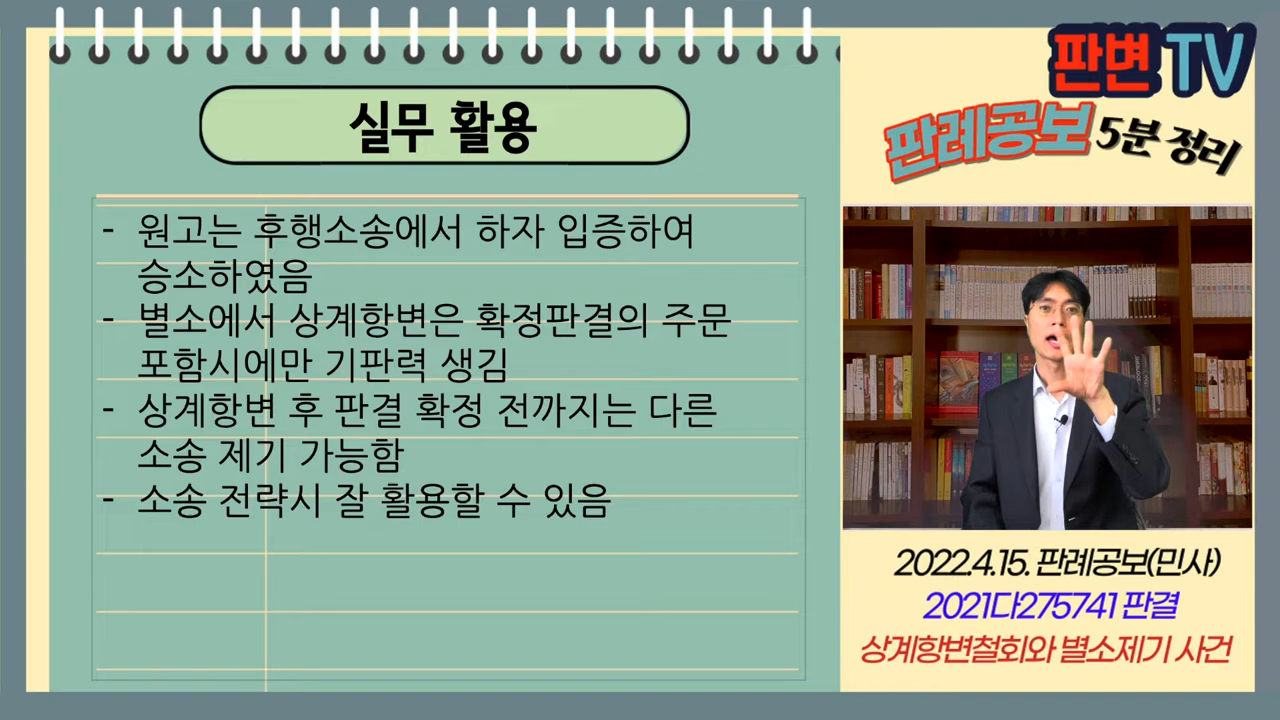 실무 활용
- 원고는 후행소송에서 하자 입증하여
승소하였음
- 별소에서 상계항변은 확정판결의 주문
포함시에만 기판력 생김
- 상계항변 후 판결 확정 전까지는 다른
소송 제기 가능함
- 소송 전략시 잘 활용할 수 있음
판변 TV
판례공보 5분 정리
2022.4.15. 판례공보(민사)
2021다275741 판결
상계항변철회와 별소제기 사건